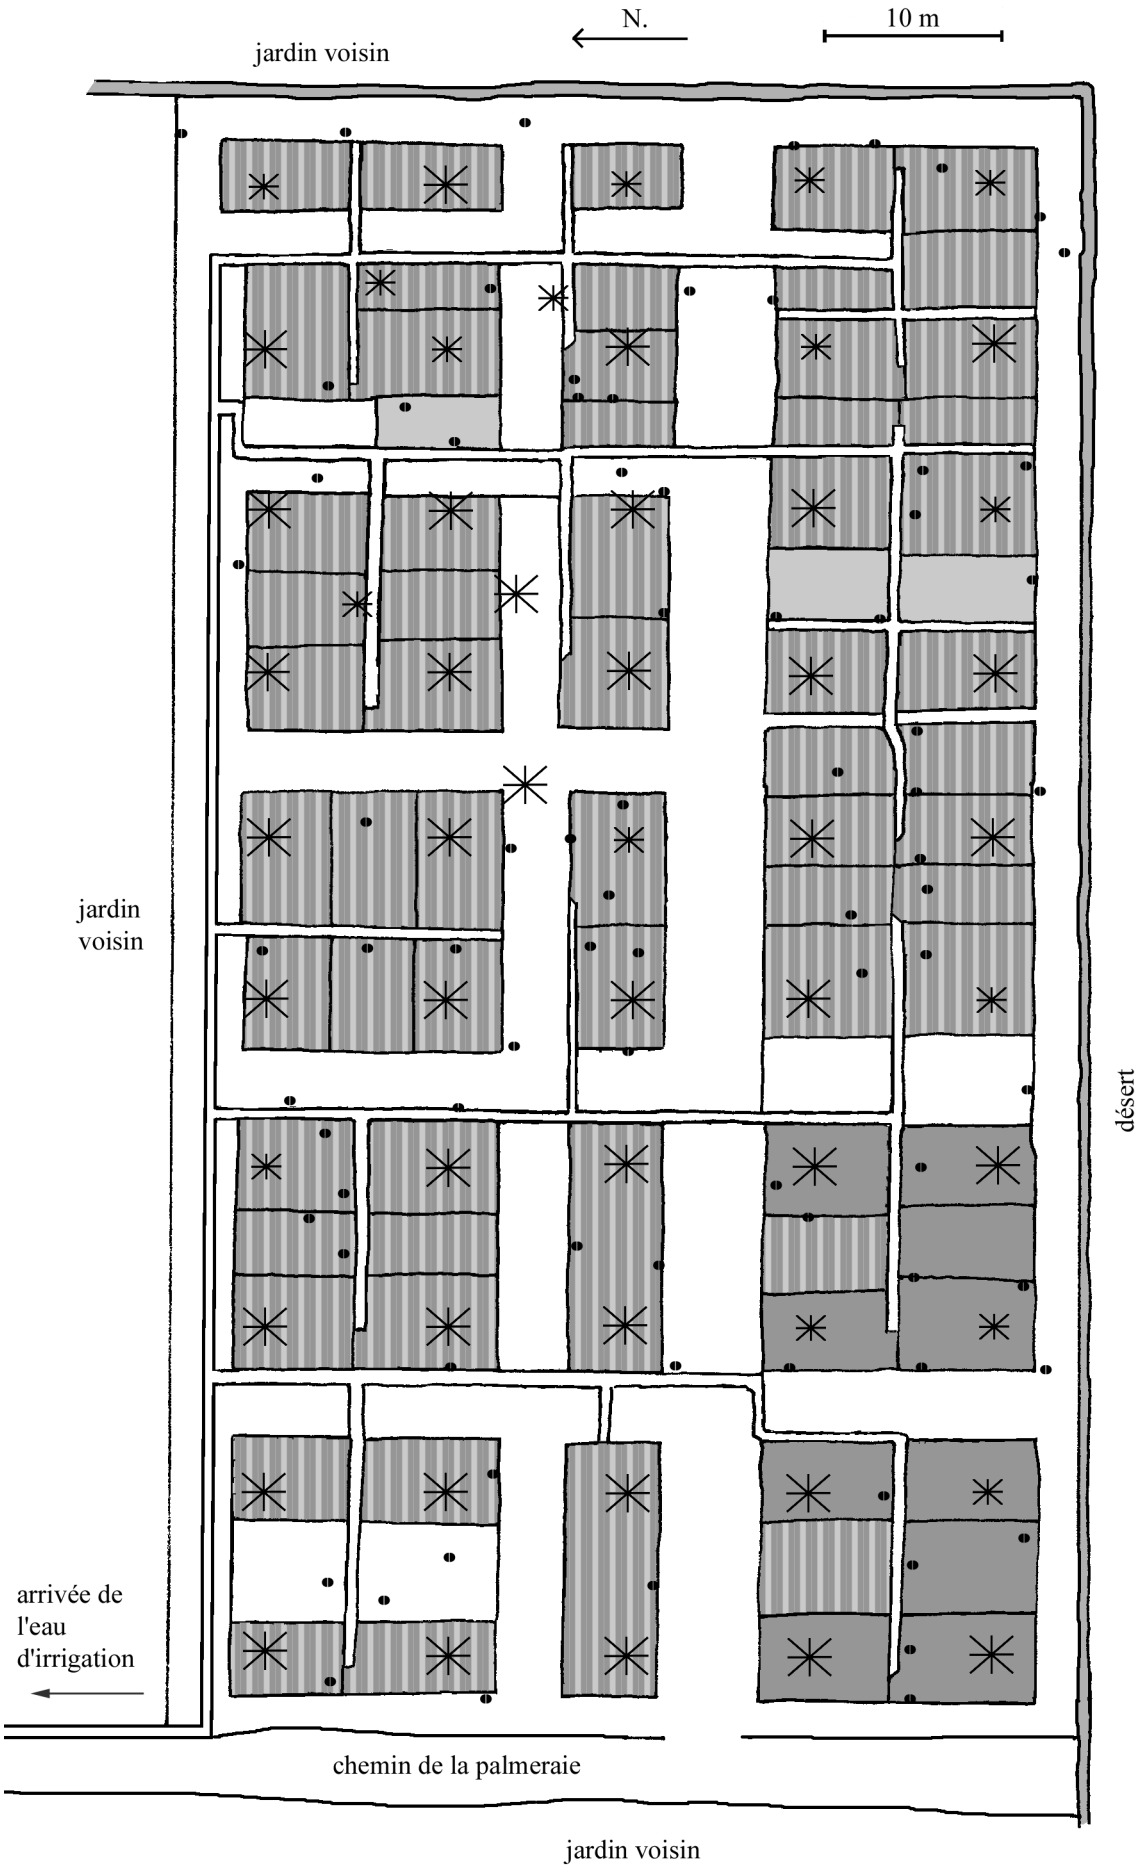 N.
10 m
jardin voisin
jardin
voisin
désert
arrivée de
l'eau
d'irrigation
chemin de la palmeraie
jardin voisin